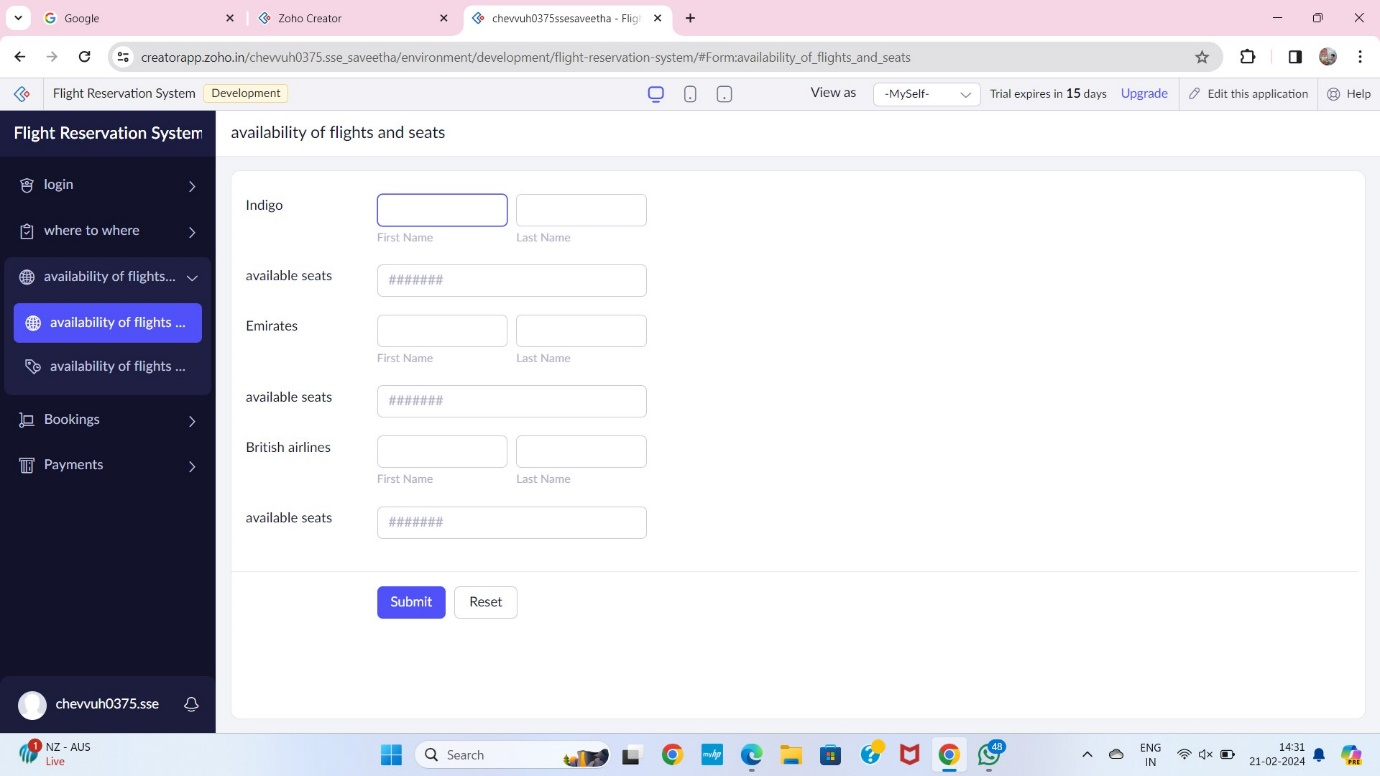 Google
Zoho Creator
chevvuh0375ssesaveetha - Flig
creatorapp.zoho.in/chevvuh0375.sse_saveetha/environment/development/flight-reservation-system/#Form:availability_of_flights_and_seats
Flight Reservation System Development View as -MySelf- Trial expires in 15 days Upgrade Edit this application Help
Flight Reservation System
availability of flights and seats
login
where to where
availability of flights...
availability of flights ...
availability of flights ...
Bookings
Payments
Indigo
First Name Last Name
available seats #######
Emirates
First Name Last Name
available seats #######
British airlines
First Name Last Name
available seats #######
Submit Reset
chevvuh0375.sse
1 NZ - AUS
Live
Search
myhp
48
ENG
IN
14:31
21-02-2024
PRE